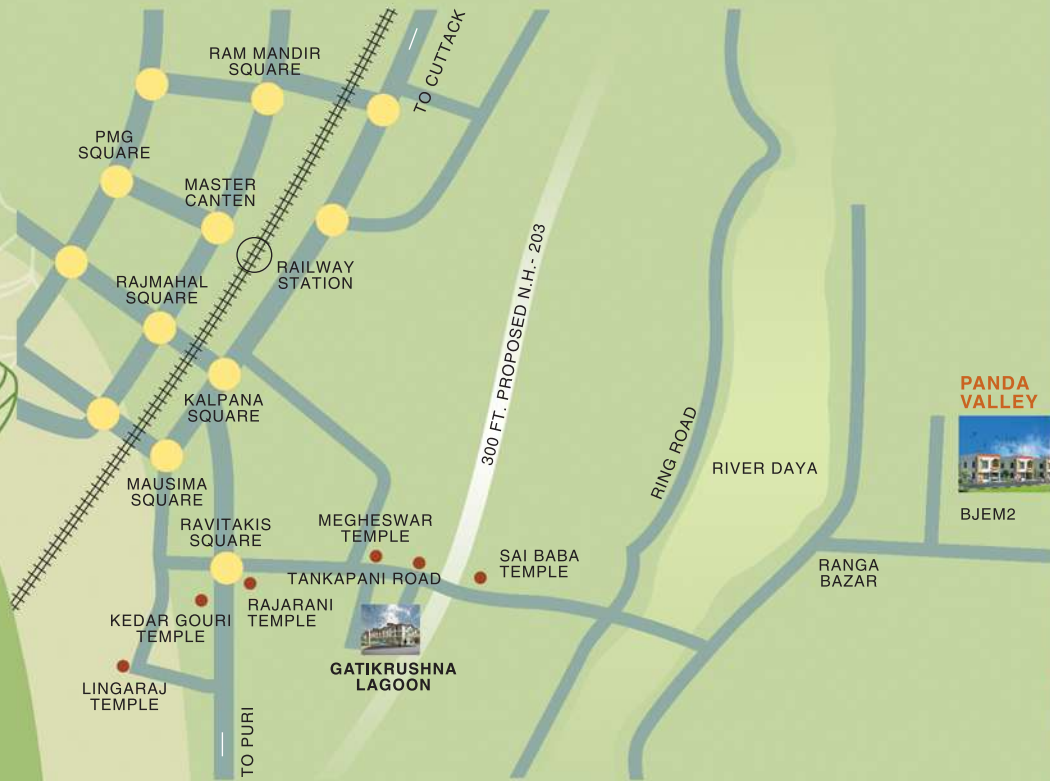 RAM MANDIR
SQUARE
TO CUTTACK
PMG
SQUARE
MASTER
CANTEN
RAILWAY
STATION
RAJMAHAL
SQUARE
300 FT. PROPOSED N.H.- 203
KALPANA
SQUARE
PANDA
VALLEY
RING ROAD
RIVER DAYA
MAUSIMA
SQUARE
BJEM2
RAVITAKIS
SQUARE
MEGHESWAR
TEMPLE
SAI BABA
TEMPLE
TANKAPANI ROAD
RANGA
BAZAR
RAJARANI
TEMPLE
KEDAR GOURI
TEMPLE
GATIKRUSHNA
LAGOON
LINGARAJ
TEMPLE
TO PURI